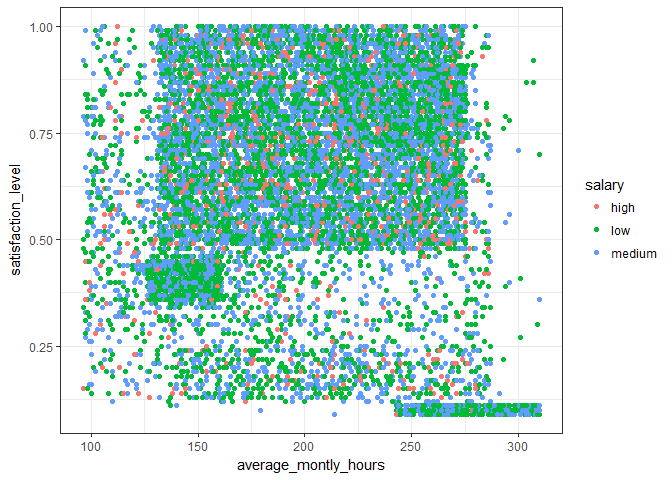 1.00
0.75
0.50
0.25
satisfaction_level
100 150 200 250 300
average_montly_hours
salary
high
low
medium